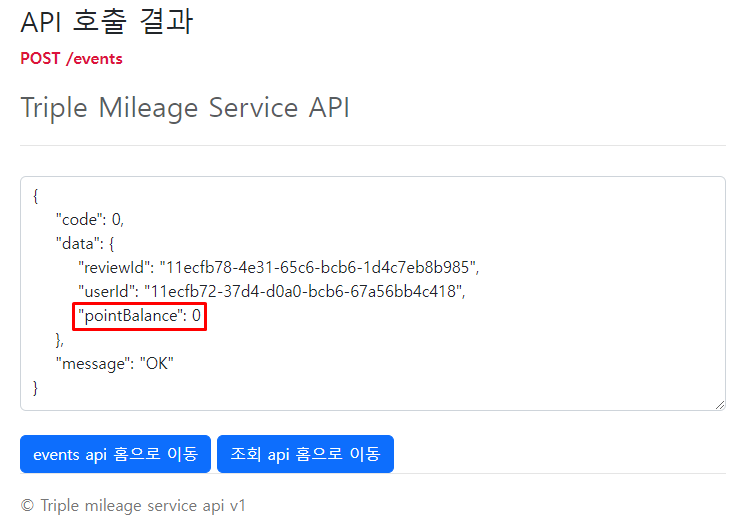 API 호출 결과
POST /events
Triple Mileage Service API
{
"code": 0,
"data": {
"reviewId": "11ecfb78-4e31-65c6-bcb6-1d4c7eb8b985",
"userId": "11ecfb72-37d4-d0a0-bcb6-67a56bb4c418",
"pointBalance": 0
},
"message": "OK"
}
events api 홈으로 이동 조회 api 홈으로 이동
© Triple mileage service api v1